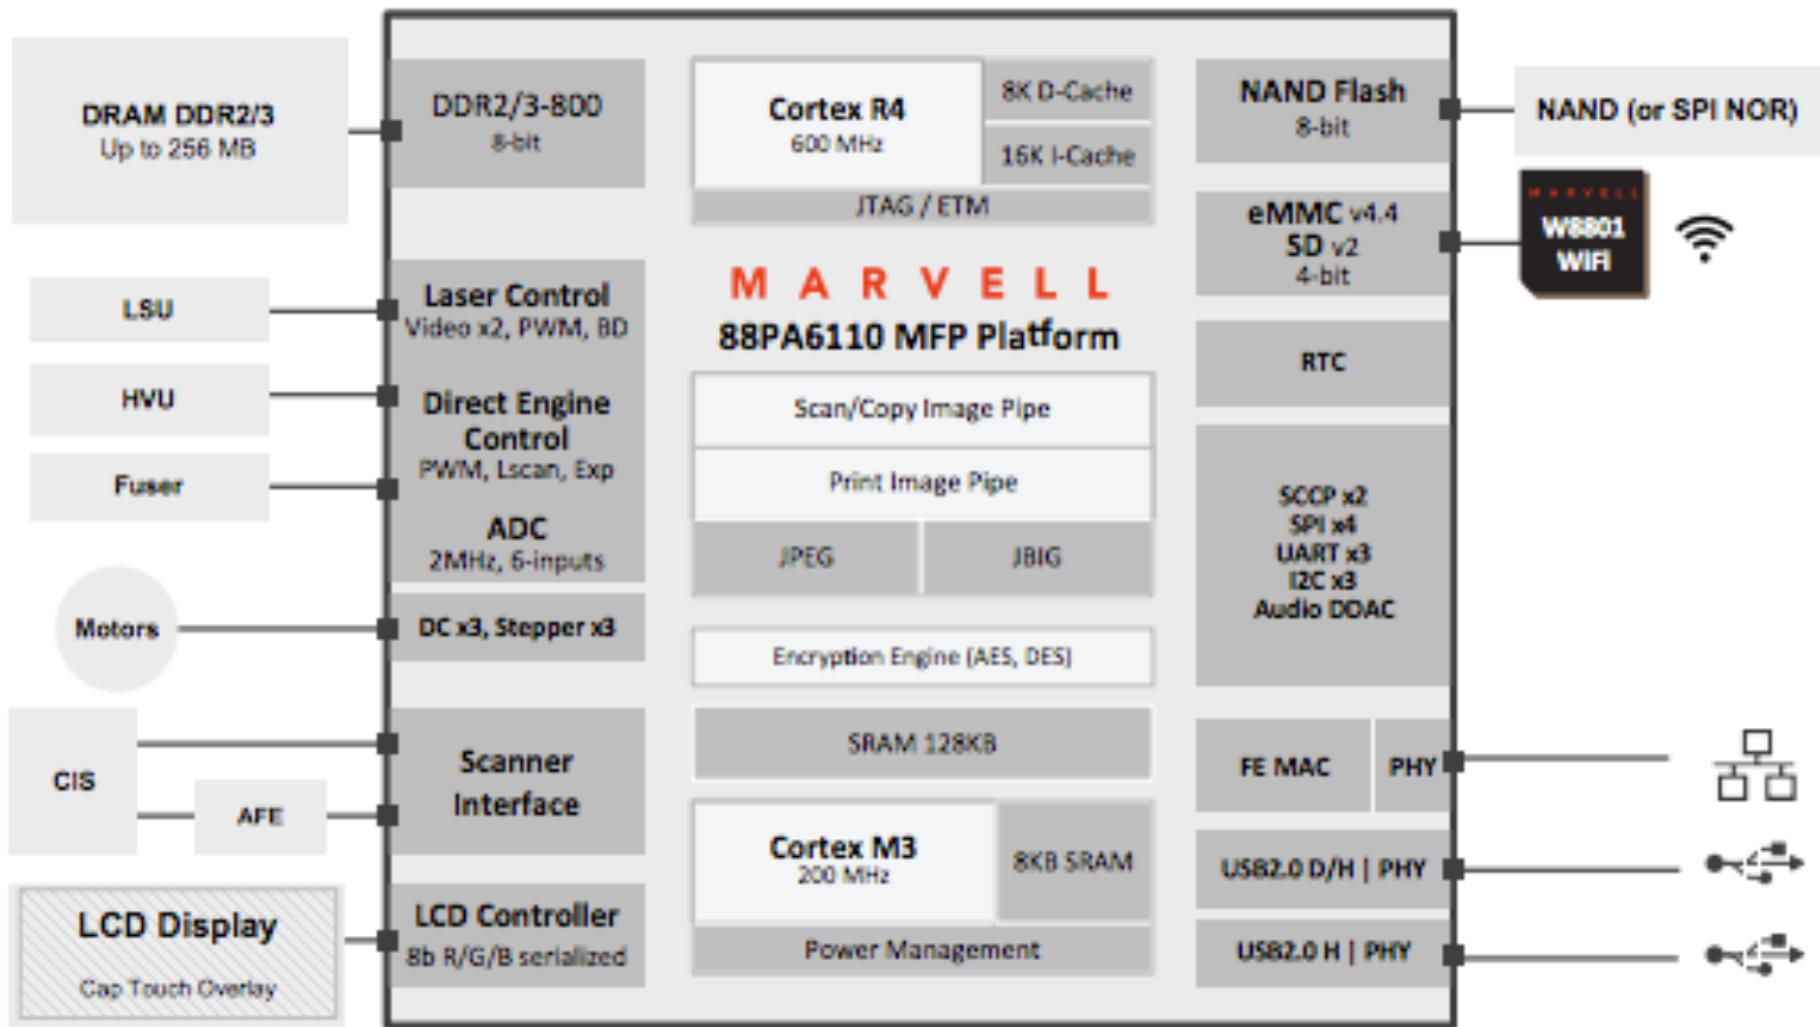 DRAM DDR2/3
Up to 256 MB
LSU
HVU
Fuser
Motors
CIS
AFE
LCD Display
Cap Touch Overlay
DDR2/3-800
8-bit
Laser Control
Video x2, PWM, BD
Direct Engine
Control
PWM, Lscan, Exp
ADC
2MHz, 6-inputs
DC x3, Stepper x3
Scanner
Interface
LCD Controller
8b R/G/B serialized
Cortex R4
600 MHz
8K D-Cache
16K I-Cache
JTAG / ETM
MARVELL
88PA6110 MFP Platform
Scan/Copy Image Pipe
Print Image Pipe
JPEG
JBIG
Encryption Engine (AES, DES)
SRAM 128KB
Cortex M3
200 MHz
8KB SRAM
Power Management
NAND Flash
8-bit
eMMC v4.4
SD v2
4-bit
RTC
SCCP x2
SPI x4
UART x3
I2C x3
Audio DDAC
FE MAC
PHY
USB2.0 D/H | PHY
USB2.0 H | PHY
NAND (or SPI NOR)
MARVELL
W8801
WiFi